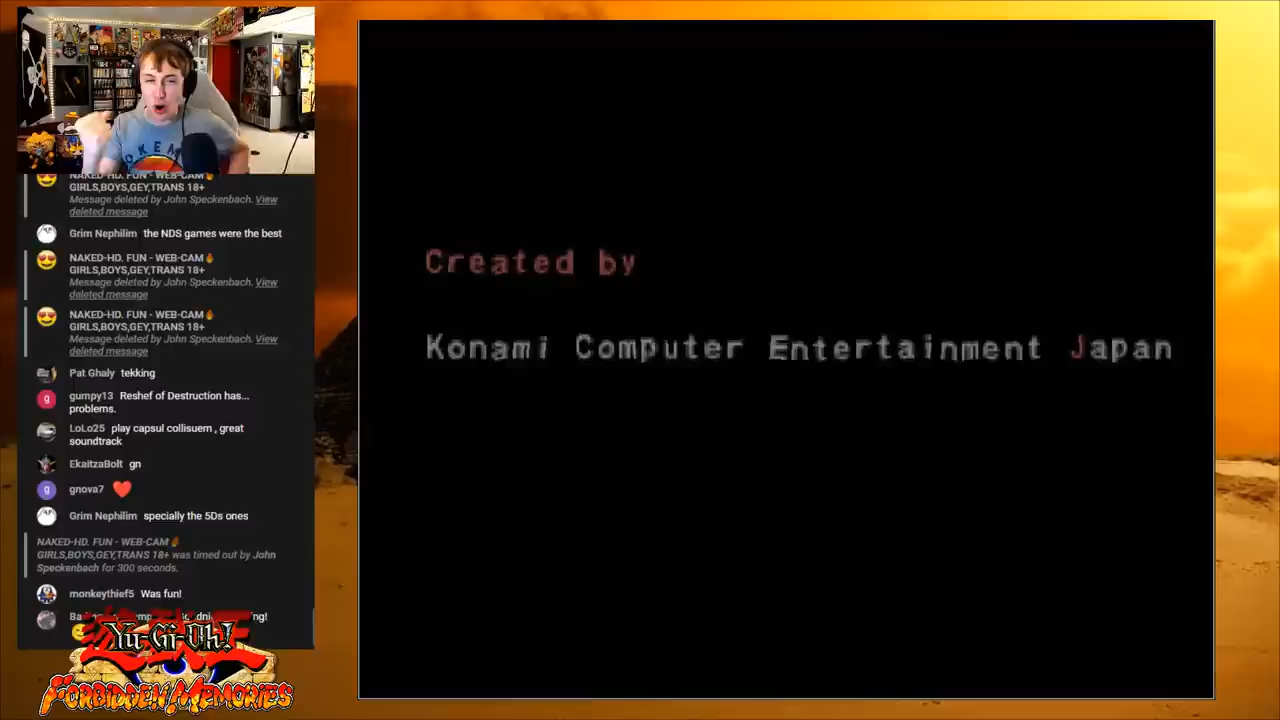 POKEM
NAKED-HD. FUN - WEB-CAM🔥
GIRLS,BOYS,GEY,TRANS 18+
Message deleted by John Speckenbach. View
deleted message
Grim Nephilim the NDS games were the best
NAKED-HD. FUN - WEB-CAM🔥
GIRLS,BOYS,GEY,TRANS 18+
Message deleted by John Speckenbach. View
deleted message
NAKED-HD. FUN - WEB-CAM🔥
GIRLS,BOYS,GEY,TRANS 18+
Message deleted by John Speckenbach. View
deleted message
Pat Ghaly tekking
g
gumpy13 Reshef of Destruction has...
problems.
LoLo25 play capsul collisuem , great
soundtrack
EkaitzaBolt gn
g
gnova7 ❤️
Grim Nephilim specially the 5Ds ones
NAKED-HD. FUN - WEB-CAM🔥
GIRLS,BOYS,GEY,TRANS 18+ was timed out by John
Speckenbach for 300 seconds.
monkeythief5 Was fun!
Yu-Gi-Oh!
FORBIDDEN MEMORIES
Created by
Konami Computer Entertainment Japan